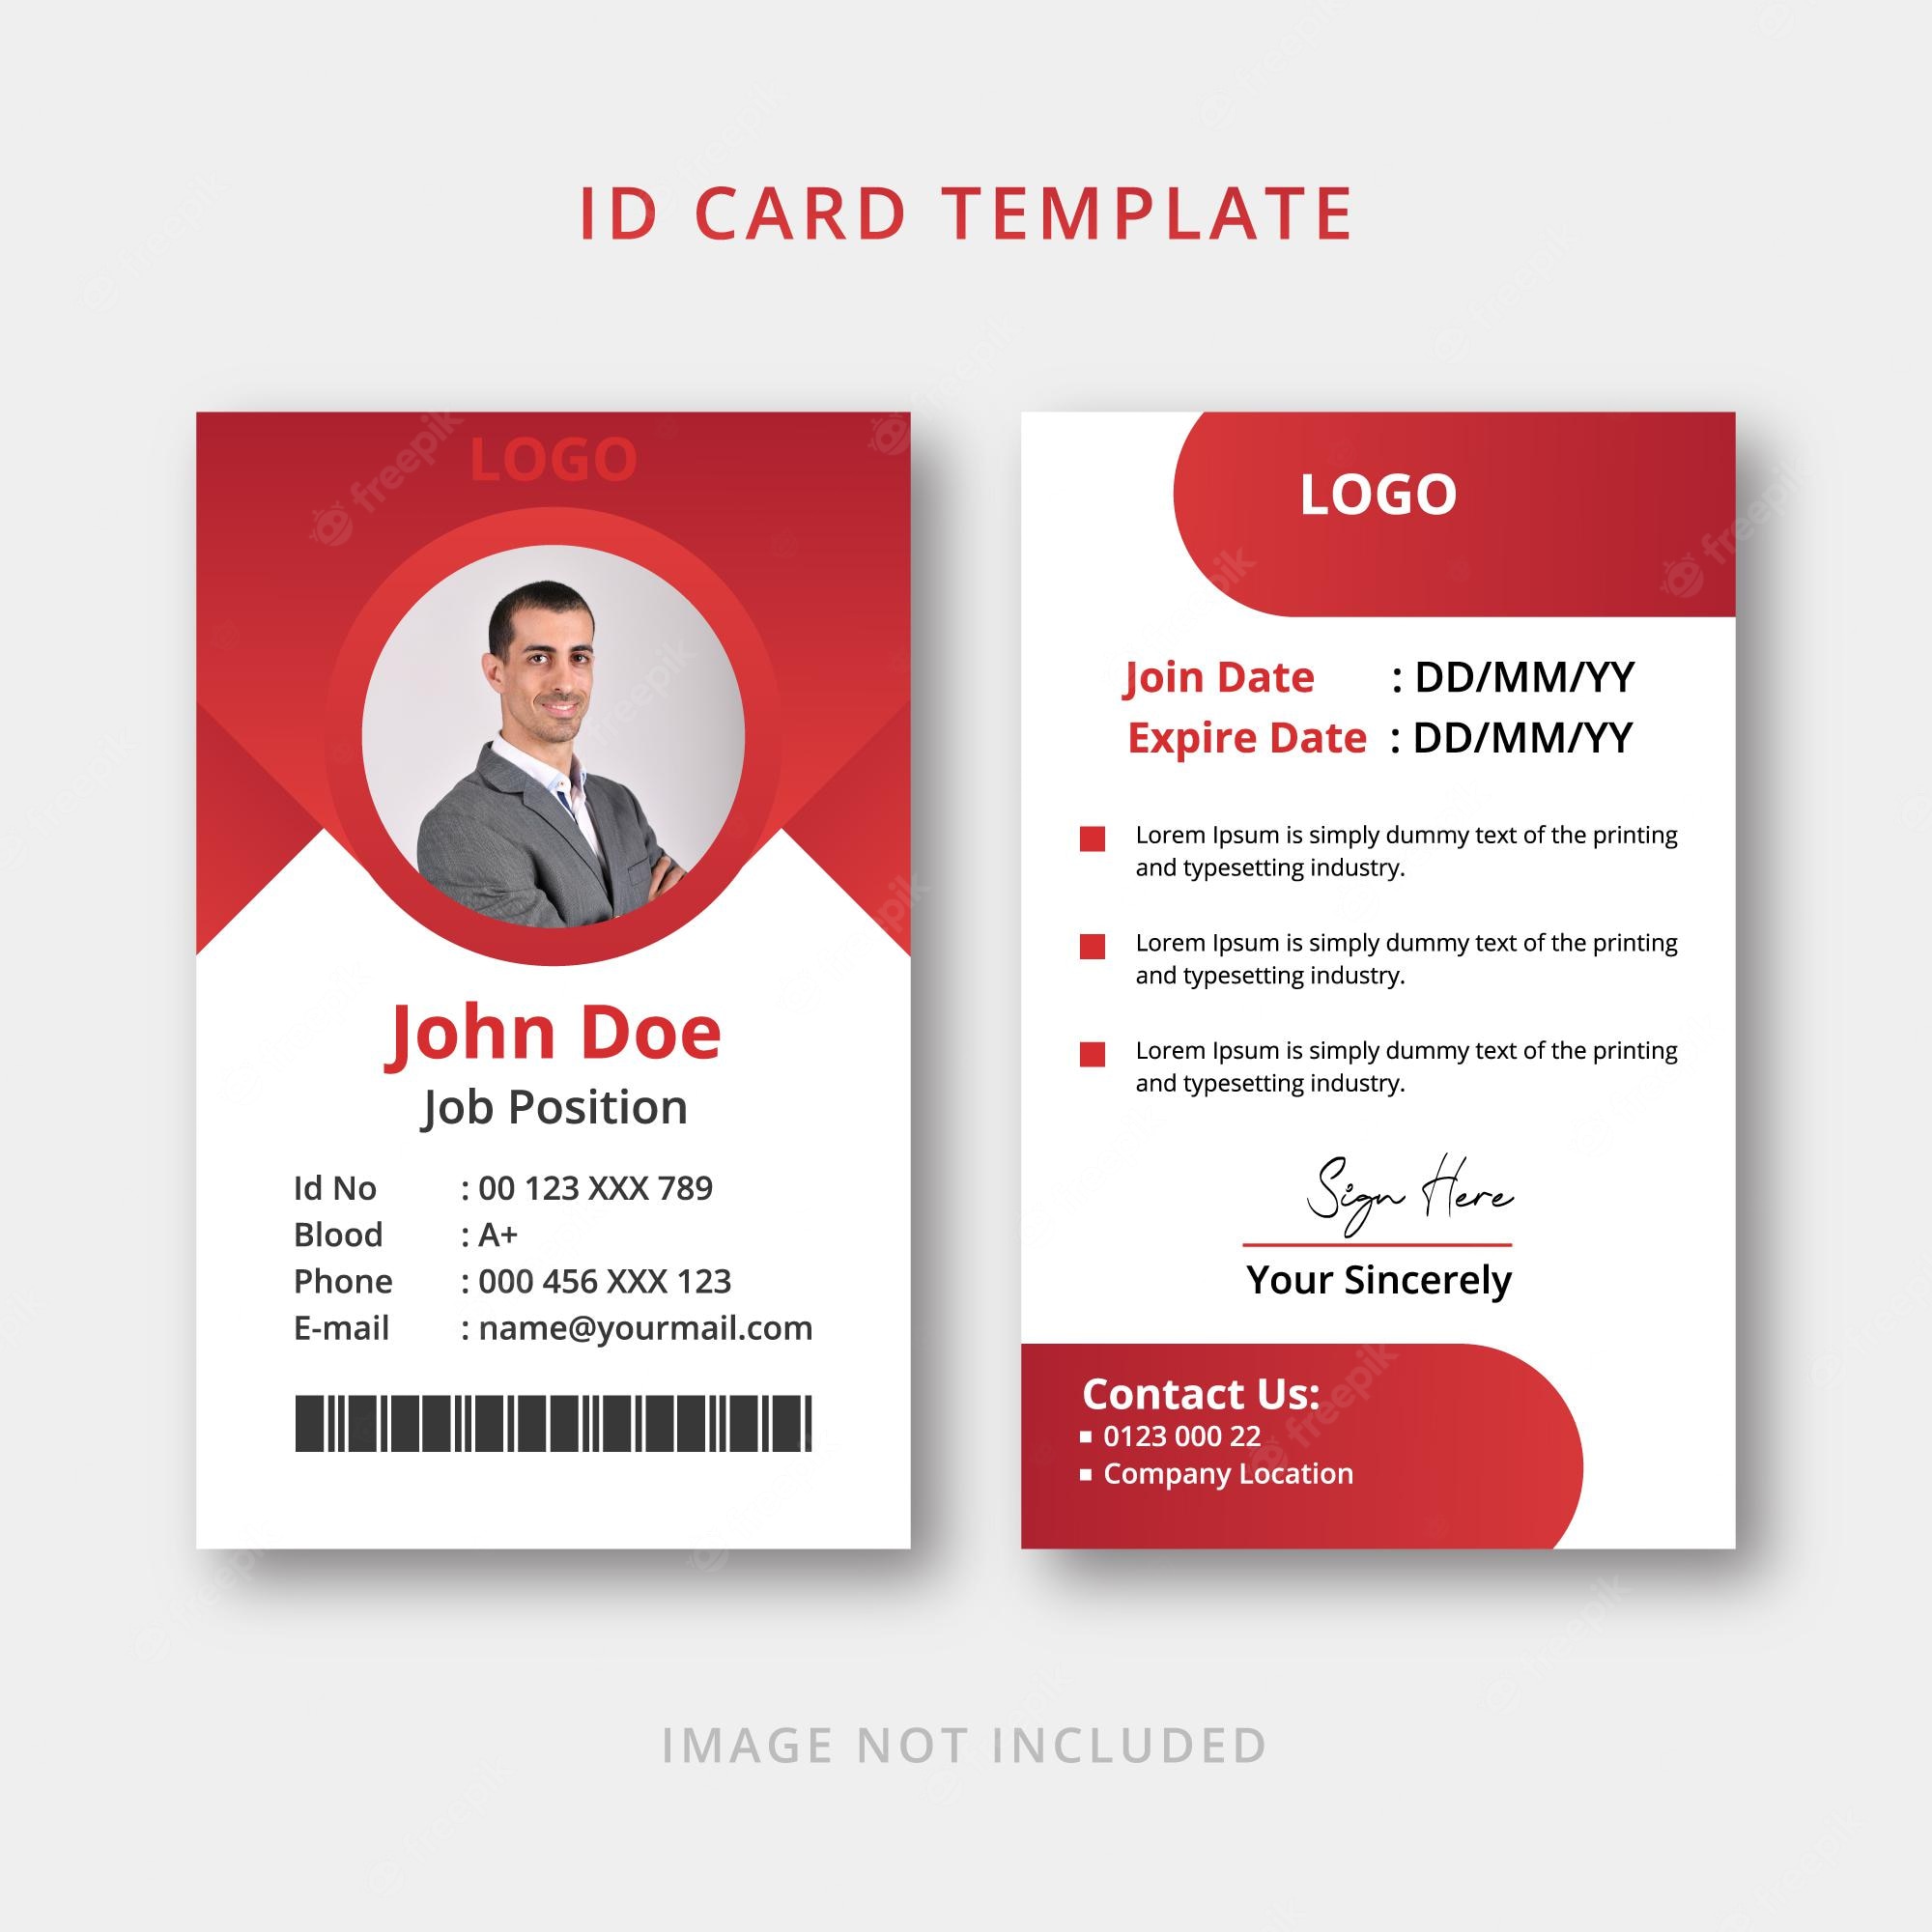 ID CARD TEMPLATE
LOGO
John Doe
Job Position
Id No : 00 123 XXX 789
Blood : A+
Phone : 000 456 XXX 123
E-mail : name@yourmail.com
LOGO
Join Date : DD/MM/YY
Expire Date : DD/MM/YY
Lorem Ipsum is simply dummy text of the printing
and typesetting industry.
Lorem Ipsum is simply dummy text of the printing
and typesetting industry.
Lorem Ipsum is simply dummy text of the printing
and typesetting industry.
Sign Here
Your Sincerely
Contact Us:
0123 000 22
Company Location
IMAGE NOT INCLUDED
freepik
freepik
freepik
freepik